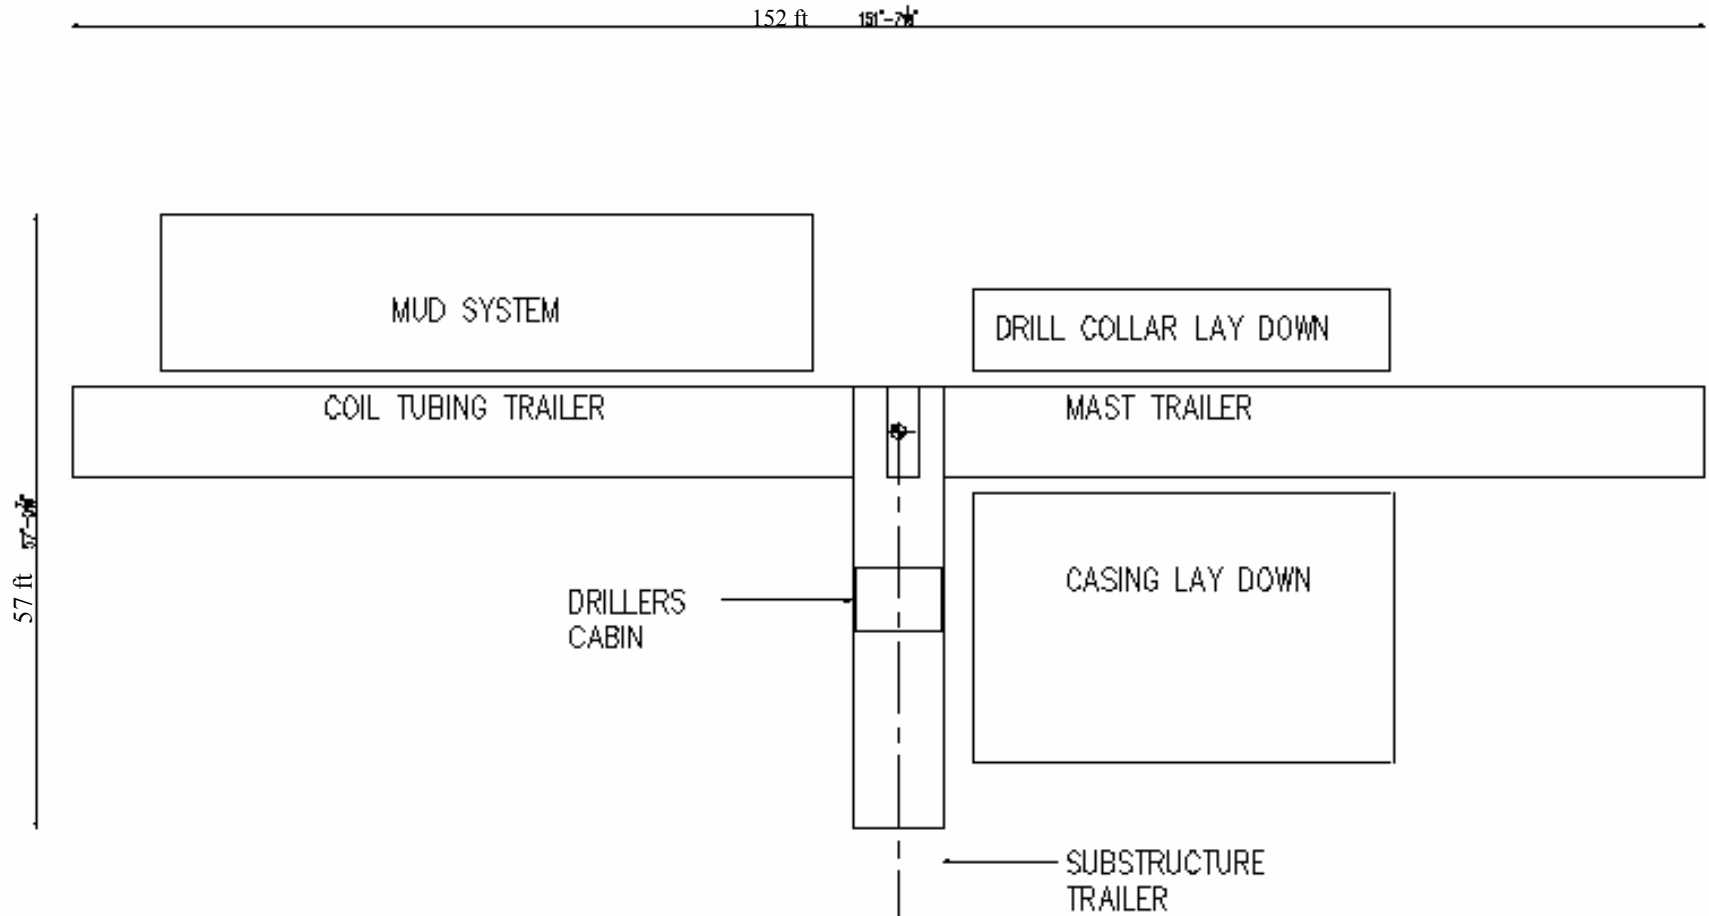 152 ft
MUD SYSTEM
DRILL COLLAR LAY DOWN
COIL TUBING TRAILER
MAST TRAILER
57 ft
CASING LAY DOWN
DRILLERS
CABIN
SUBSTRUCTURE
TRAILER